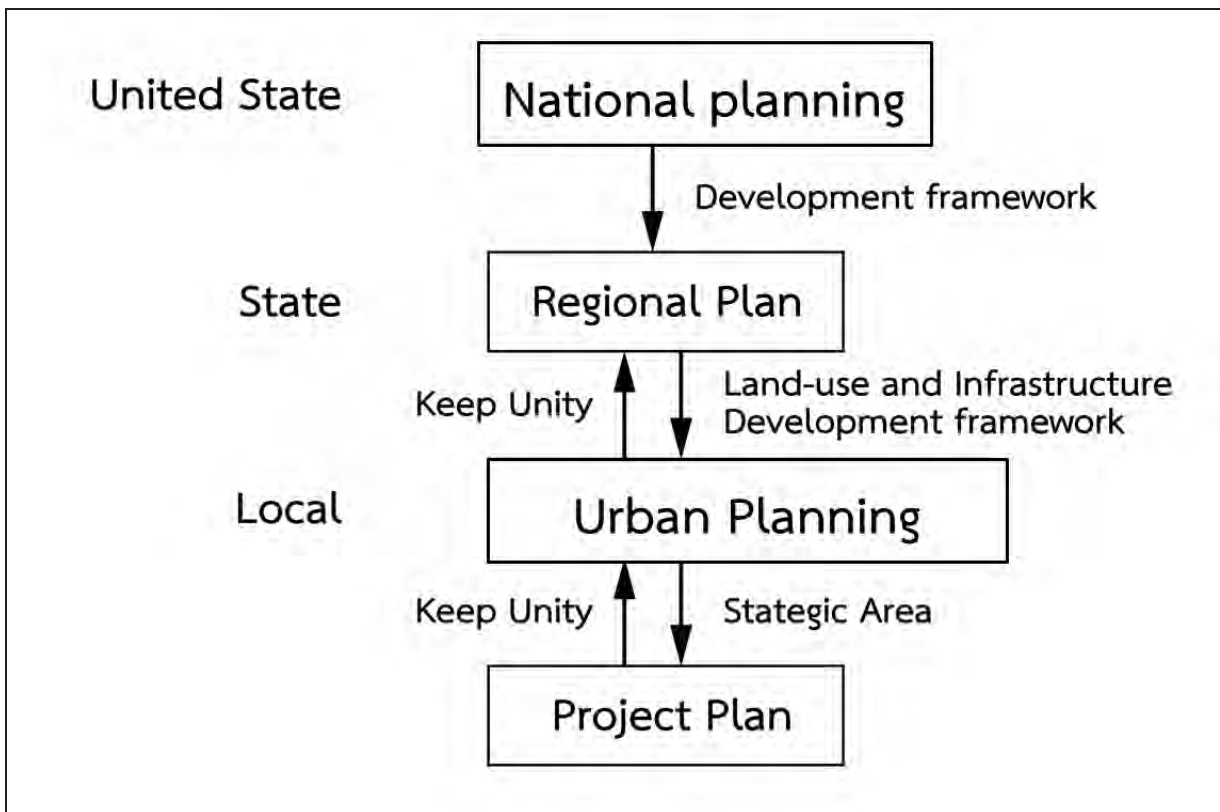 United State
National planning
Development framework
State
Regional Plan
Keep Unity
Land-use and Infrastructure
Development framework
Local
Urban Planning
Keep Unity
Stategic Area
Project Plan